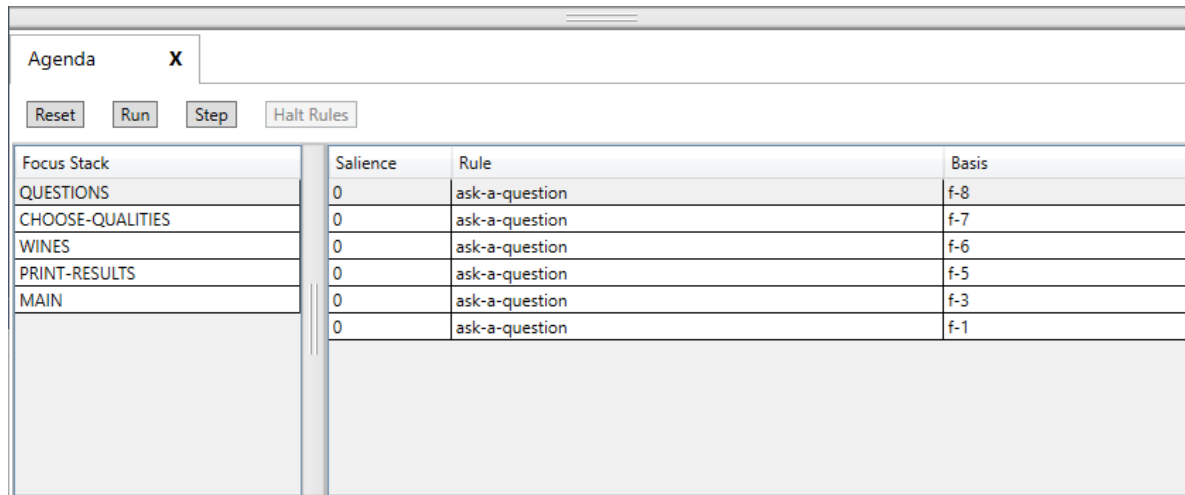 Agenda X
Reset Run Step Halt Rules
Focus Stack Salience Rule Basis
QUESTIONS 0 ask-a-question f-8
CHOOSE-QUALITIES 0 ask-a-question f-7
WINES 0 ask-a-question f-6
PRINT-RESULTS 0 ask-a-question f-5
MAIN 0 ask-a-question f-3
0 ask-a-question f-1